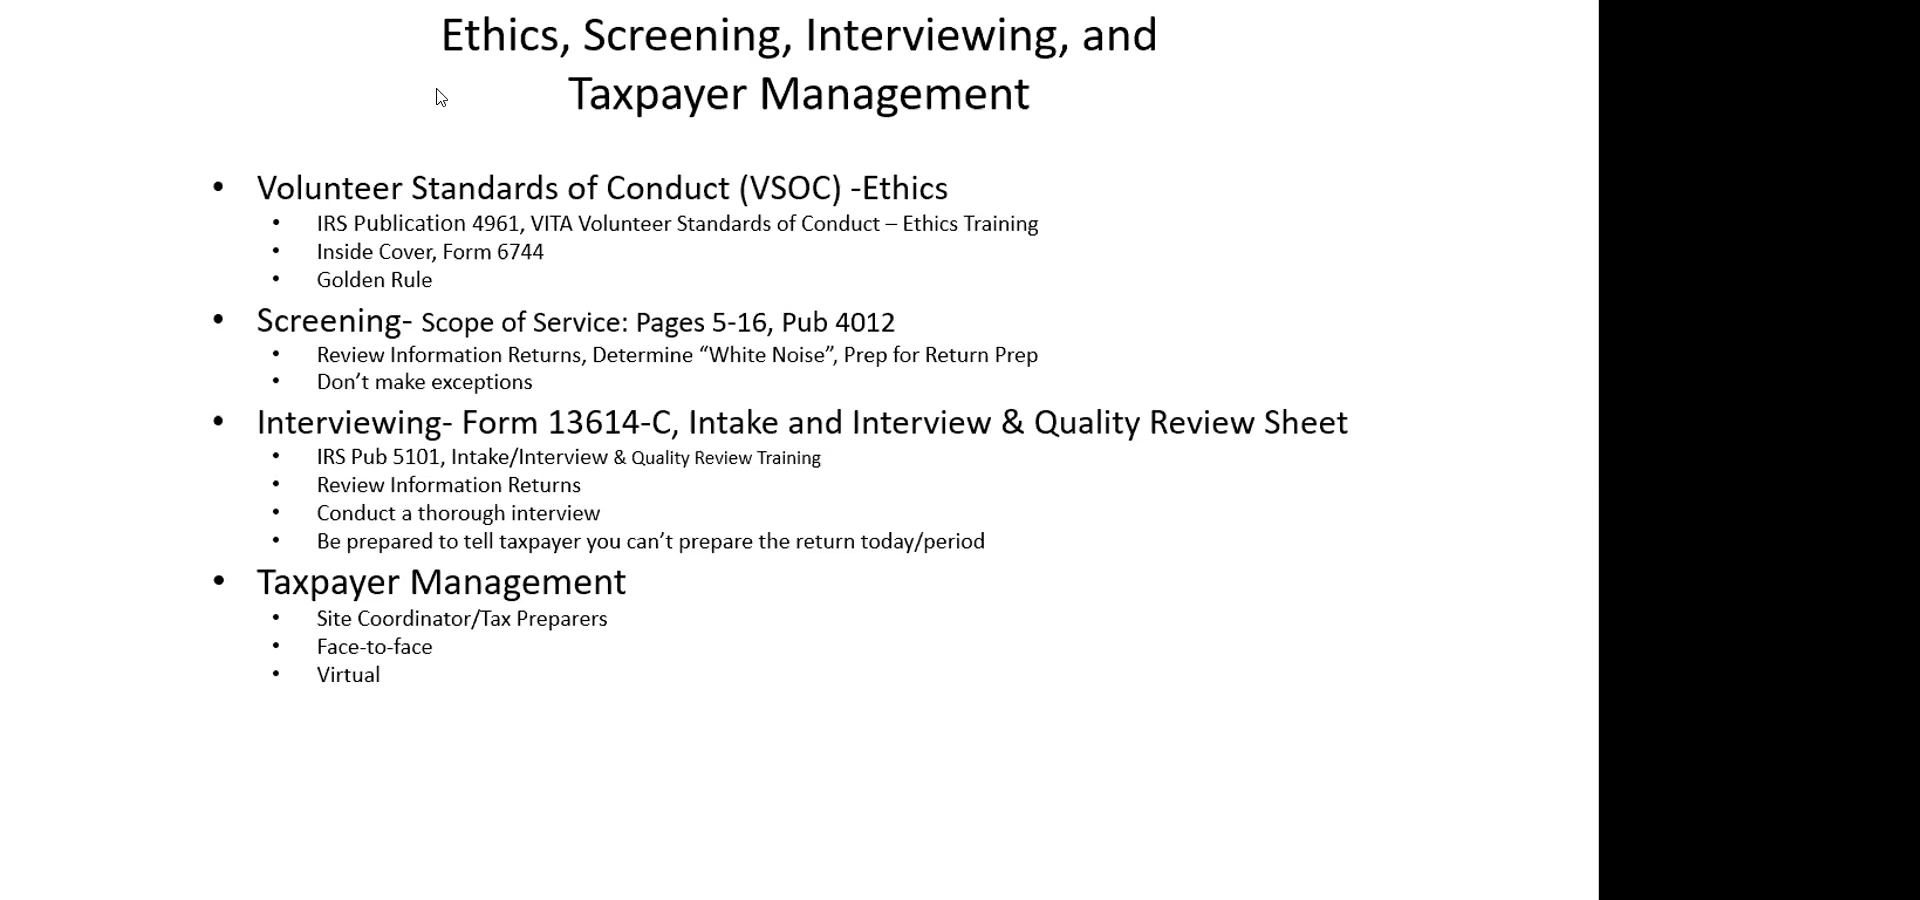 Ethics, Screening, Interviewing, and
Taxpayer Management
• Volunteer Standards of Conduct (VSOC) -Ethics
• IRS Publication 4961, VITA Volunteer Standards of Conduct – Ethics Training
• Inside Cover, Form 6744
• Golden Rule
• Screening- Scope of Service: Pages 5-16, Pub 4012
• Review Information Returns, Determine “White Noise”, Prep for Return Prep
• Don’t make exceptions
• Interviewing- Form 13614-C, Intake and Interview & Quality Review Sheet
• IRS Pub 5101, Intake/Interview & Quality Review Training
• Review Information Returns
• Conduct a thorough interview
• Be prepared to tell taxpayer you can’t prepare the return today/period
• Taxpayer Management
• Site Coordinator/Tax Preparers
• Face-to-face
• Virtual